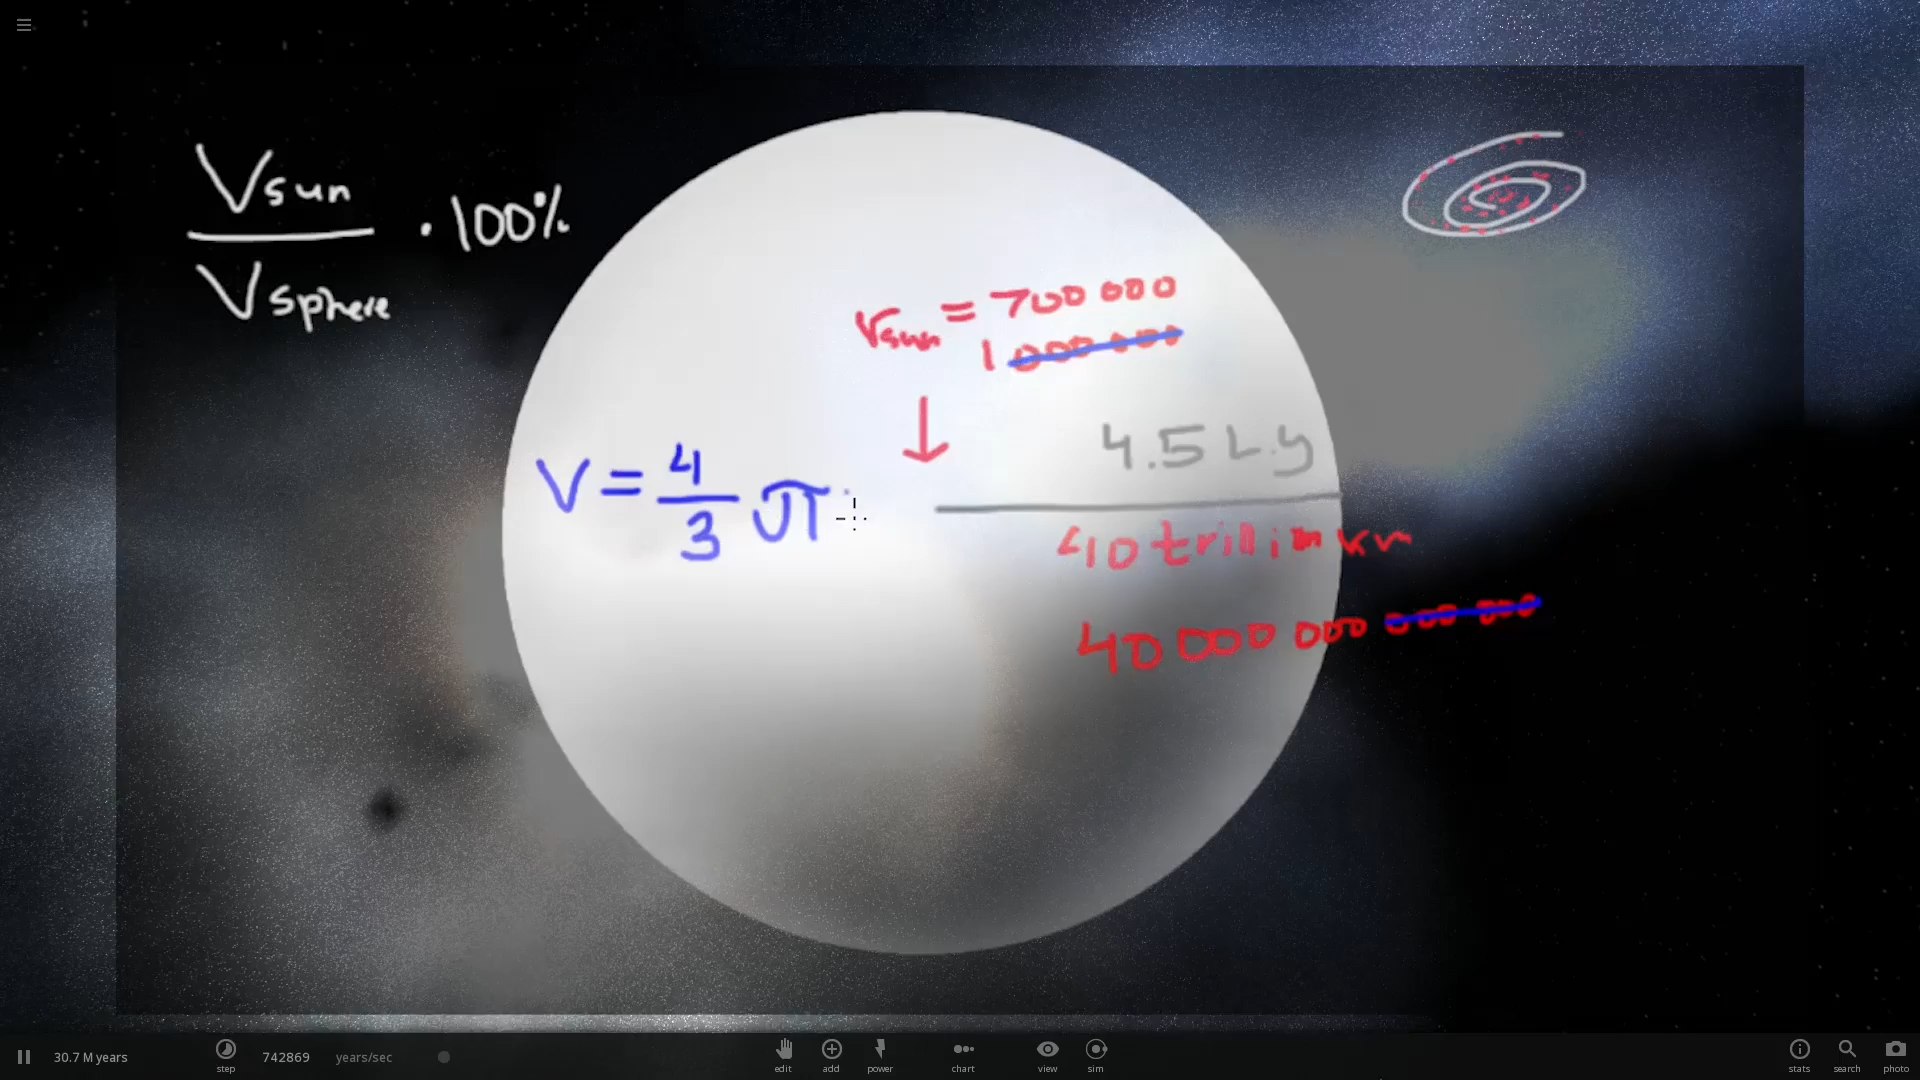 Vsun
Vsphere
. 100%
rsun = 700 000
1 000 000
4.5 L.y
V = 4/3 π
40 trillion km
40 000 000 000 000
30.7 M years
742869 years/sec
step
edit
add
power
chart
view
sim
stats
search
photo